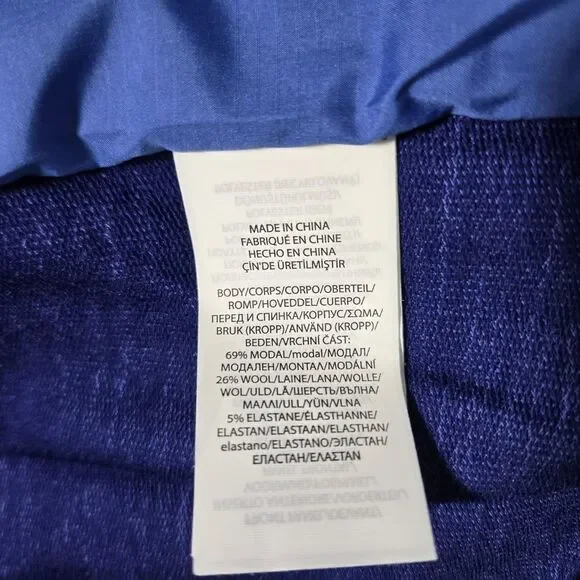 MADE IN CHINA
FABRIQUÉ EN CHINE
HECHO EN CHINA
ÇİN'DE ÜRETİLMİŞTİR
BODY/CORPS/CORPO/OBERTEIL/
ROMP/HOVEDDEL/CUERPO/
ПЕРЕД И СПИНКА/КОРПУС/ΣΩΜΑ/
BRUK (KROPP)/ANVÄND (KROPP)/
BEDEN/VRCHNÍ ČÁST:
69% MODAL/modal/МОДАЛ/
МОДАЛЕН/ΜΟΝΤΑΛ/MODÁLNÍ
26% WOOL/LAINE/LANA/WOLLE/
WOL/ULD/LÃ/ШЕРСТЬ/ВЪЛНА/
ΜΑΛΛΙ/ULL/YÜN/VLNA
5% ELASTANE/ÉLASTHANNE/
ELASTAN/ELASTAAN/ELASTHAN/
elastano/ELASTANO/ЭЛАСТАН/
ЕЛАСТАН/ΕΛΑΣΤΑΝ